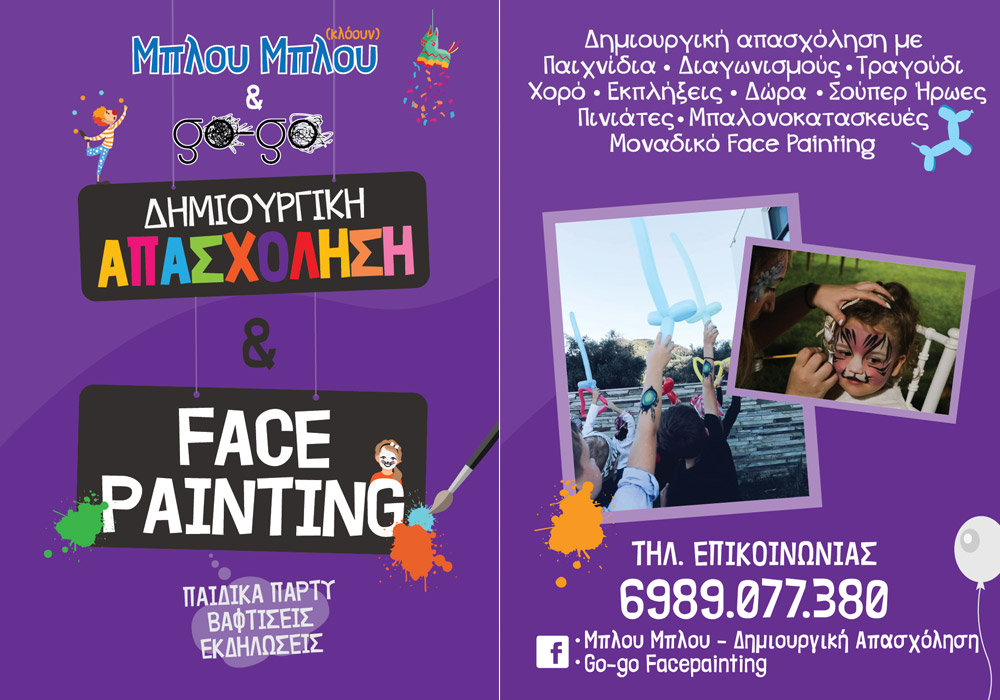 (κλόουν)
Μπλου Μπλου
&
go-go
ΔΗΜΙΟΥΡΓΙΚΗ
ΑΠΑΣΧΟΛΗΣΗ
&
FACE
PAINTING
ΠΑΙΔΙΚΑ ΠΑΡΤΥ
ΒΑΦΤΙΣΕΙΣ
ΕΚΔΗΛΩΣΕΙΣ
Δημιουργική απασχόληση με
Παιχνίδια • Διαγωνισμούς • Τραγούδι
Χορό • Εκπλήξεις • Δώρα • Σούπερ Ήρωες
Πινιάτες • Μπαλονοκατασκευές
Μοναδικό Face Painting
ΤΗΛ. ΕΠΙΚΟΙΝΩΝΙΑΣ
6989.077.380
f
• Μπλου Μπλου - Δημιουργική Απασχόληση
• Go-go Facepainting